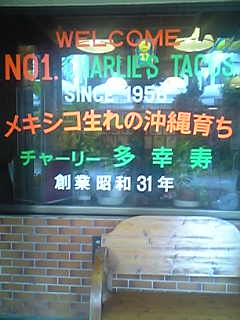 WELCOME
NO1. CHARLIE'S TACOS
SINCE 1956
メキシコ生れの沖縄育ち
チャーリー多幸寿
創業昭和31年